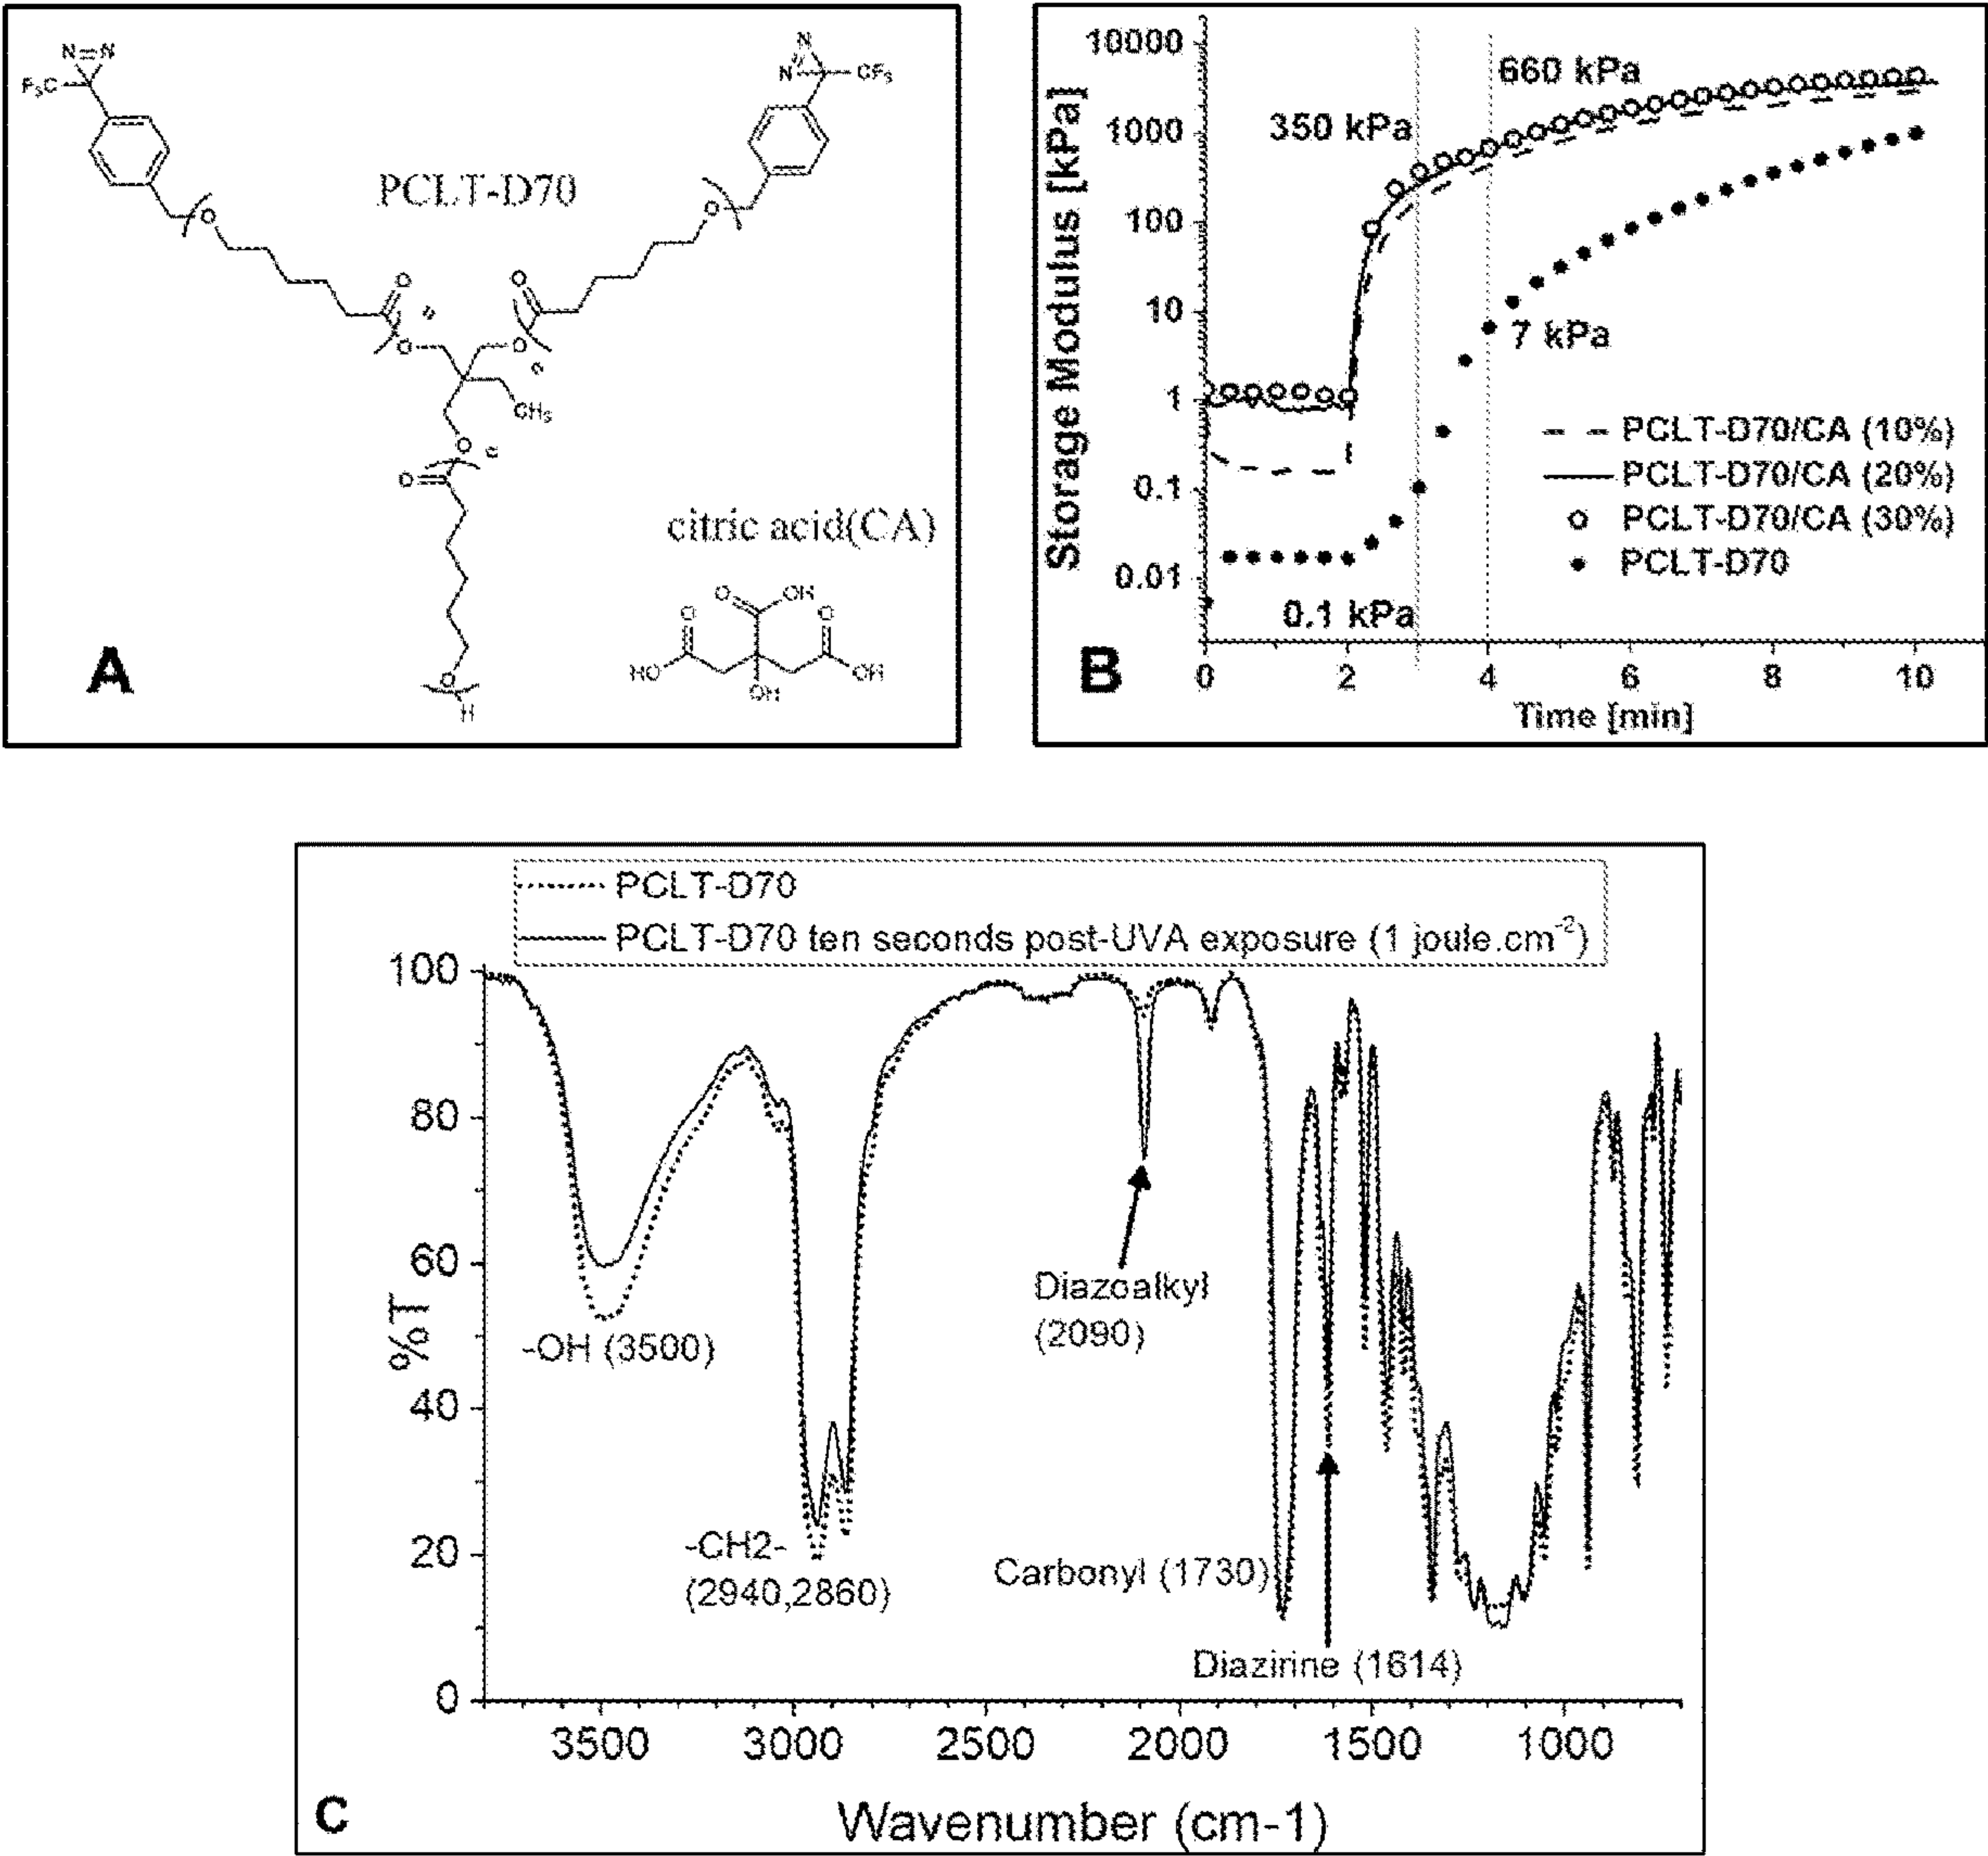 N=N
F₃C
N
N
CF₃
PCLT-D70
O
O
O
O
O
O
CH₃
O
O
citric acid(CA)
O
OH
O
O
HO
OH
OH
O
H
A
10000
1000
100
10
1
0.1
0.01
Storage Modulus [kPa]
660 kPa
350 kPa
7 kPa
0.1 kPa
PCLT-D70/CA (10%)
PCLT-D70/CA (20%)
PCLT-D70/CA (30%)
PCLT-D70
0 2 4 6 8 10
Time [min]
B
PCLT-D70
PCLT-D70 ten seconds post-UVA exposure (1 joule.cm⁻²)
100
80
60
40
20
0
%T
-OH (3500)
Diazoalkyl
(2090)
-CH2-
(2940,2860)
Carbonyl (1730)
Diazirine (1614)
3500 3000 2500 2000 1500 1000
Wavenumber (cm-1)
C